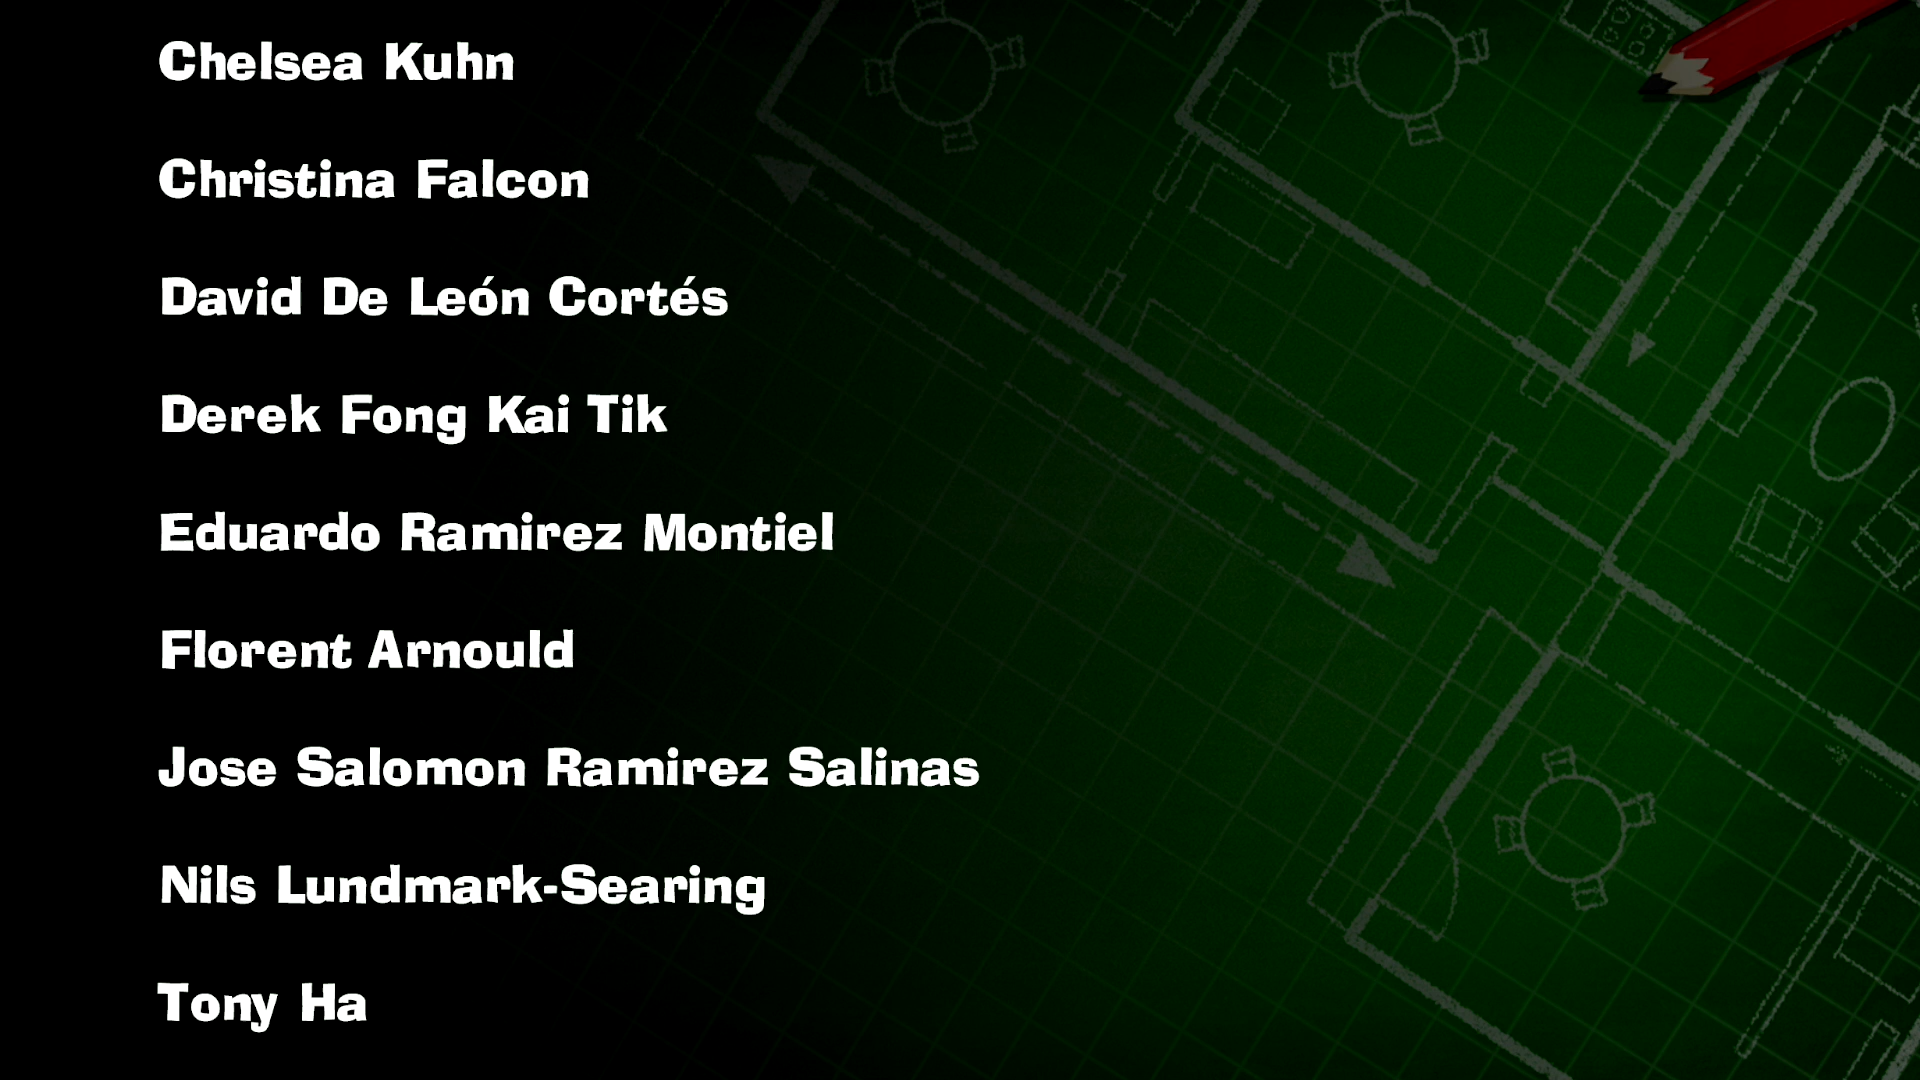 Chelsea Kuhn
Christina Falcon
David De León Cortés
Derek Fong Kai Tik
Eduardo Ramirez Montiel
Florent Arnould
Jose Salomon Ramirez Salinas
Nils Lundmark-Searing
Tony Ha